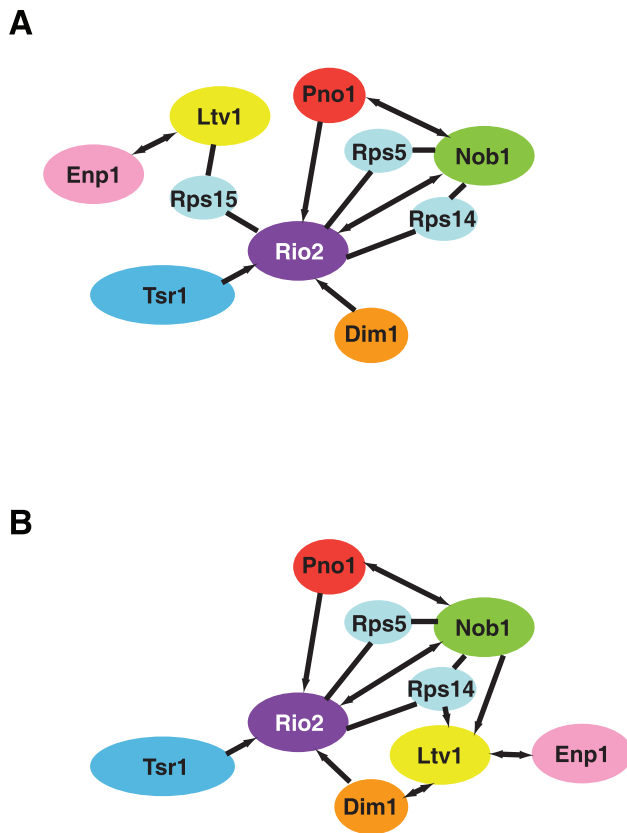 A
Pno1
Ltv1
Rps5
Nob1
Enp1
Rps15
Rps14
Rio2
Tsr1
Dim1
B
Pno1
Rps5
Nob1
Rps14
Rio2
Ltv1
Enp1
Tsr1
Dim1